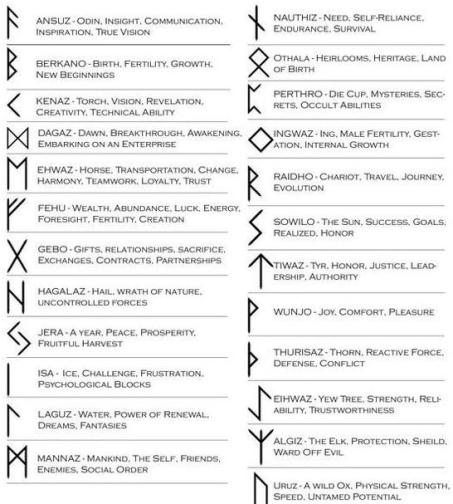 ANSUZ - ODIN, INSIGHT, COMMUNICATION,
INSPIRATION, TRUE VISION
BERKANO - BIRTH, FERTILITY, GROWTH,
NEW BEGINNINGS
KENAZ - TORCH, VISION, REVELATION,
CREATIVITY, TECHNICAL ABILITY
DAGAZ - DAWN, BREAKTHROUGH, AWAKENING,
EMBARKING ON AN ENTERPRISE
EHWAZ - HORSE, TRANSPORTATION, CHANGE,
HARMONY, TEAMWORK, LOYALTY, TRUST
FEHU - WEALTH, ABUNDANCE, LUCK, ENERGY,
FORESIGHT, FERTILITY, CREATION
GEBO - GIFTS, RELATIONSHIPS, SACRIFICE,
EXCHANGES, CONTRACTS, PARTNERSHIPS
HAGALAZ - HAIL, WRATH OF NATURE,
UNCONTROLLED FORCES
JERA - A YEAR, PEACE, PROSPERITY,
FRUITFUL HARVEST
ISA - ICE, CHALLENGE, FRUSTRATION,
PSYCHOLOGICAL BLOCKS
LAGUZ - WATER, POWER OF RENEWAL,
DREAMS, FANTASIES
MANNAZ - MANKIND, THE SELF, FRIENDS,
ENEMIES, SOCIAL ORDER
NAUTHIZ - NEED, SELF-RELIANCE,
ENDURANCE, SURVIVAL
OTHALA - HEIRLOOMS, HERITAGE, LAND
OF BIRTH
PERTHRO - DIE CUP, MYSTERIES, SEC-
RETS, OCCULT ABILITIES
INGWAZ - ING, MALE FERTILITY, GEST-
ATION, INTERNAL GROWTH
RAIDHO - CHARIOT, TRAVEL, JOURNEY,
EVOLUTION
SOWILO - THE SUN, SUCCESS, GOALS,
REALIZED, HONOR
TIWAZ - TYR, HONOR, JUSTICE, LEAD-
ERSHIP, AUTHORITY
WUNJO - JOY, COMFORT, PLEASURE
THURISAZ - THORN, REACTIVE FORCE,
DEFENSE, CONFLICT
EIHWAZ - YEW TREE, STRENGTH, RELI-
ABILITY, TRUSTWORTHINESS
ALGIZ - THE ELK, PROTECTION, SHEILD,
WARD OFF EVIL
URUZ - A WILD OX, PHYSICAL STRENGTH,
SPEED, UNTAMED POTENTIAL